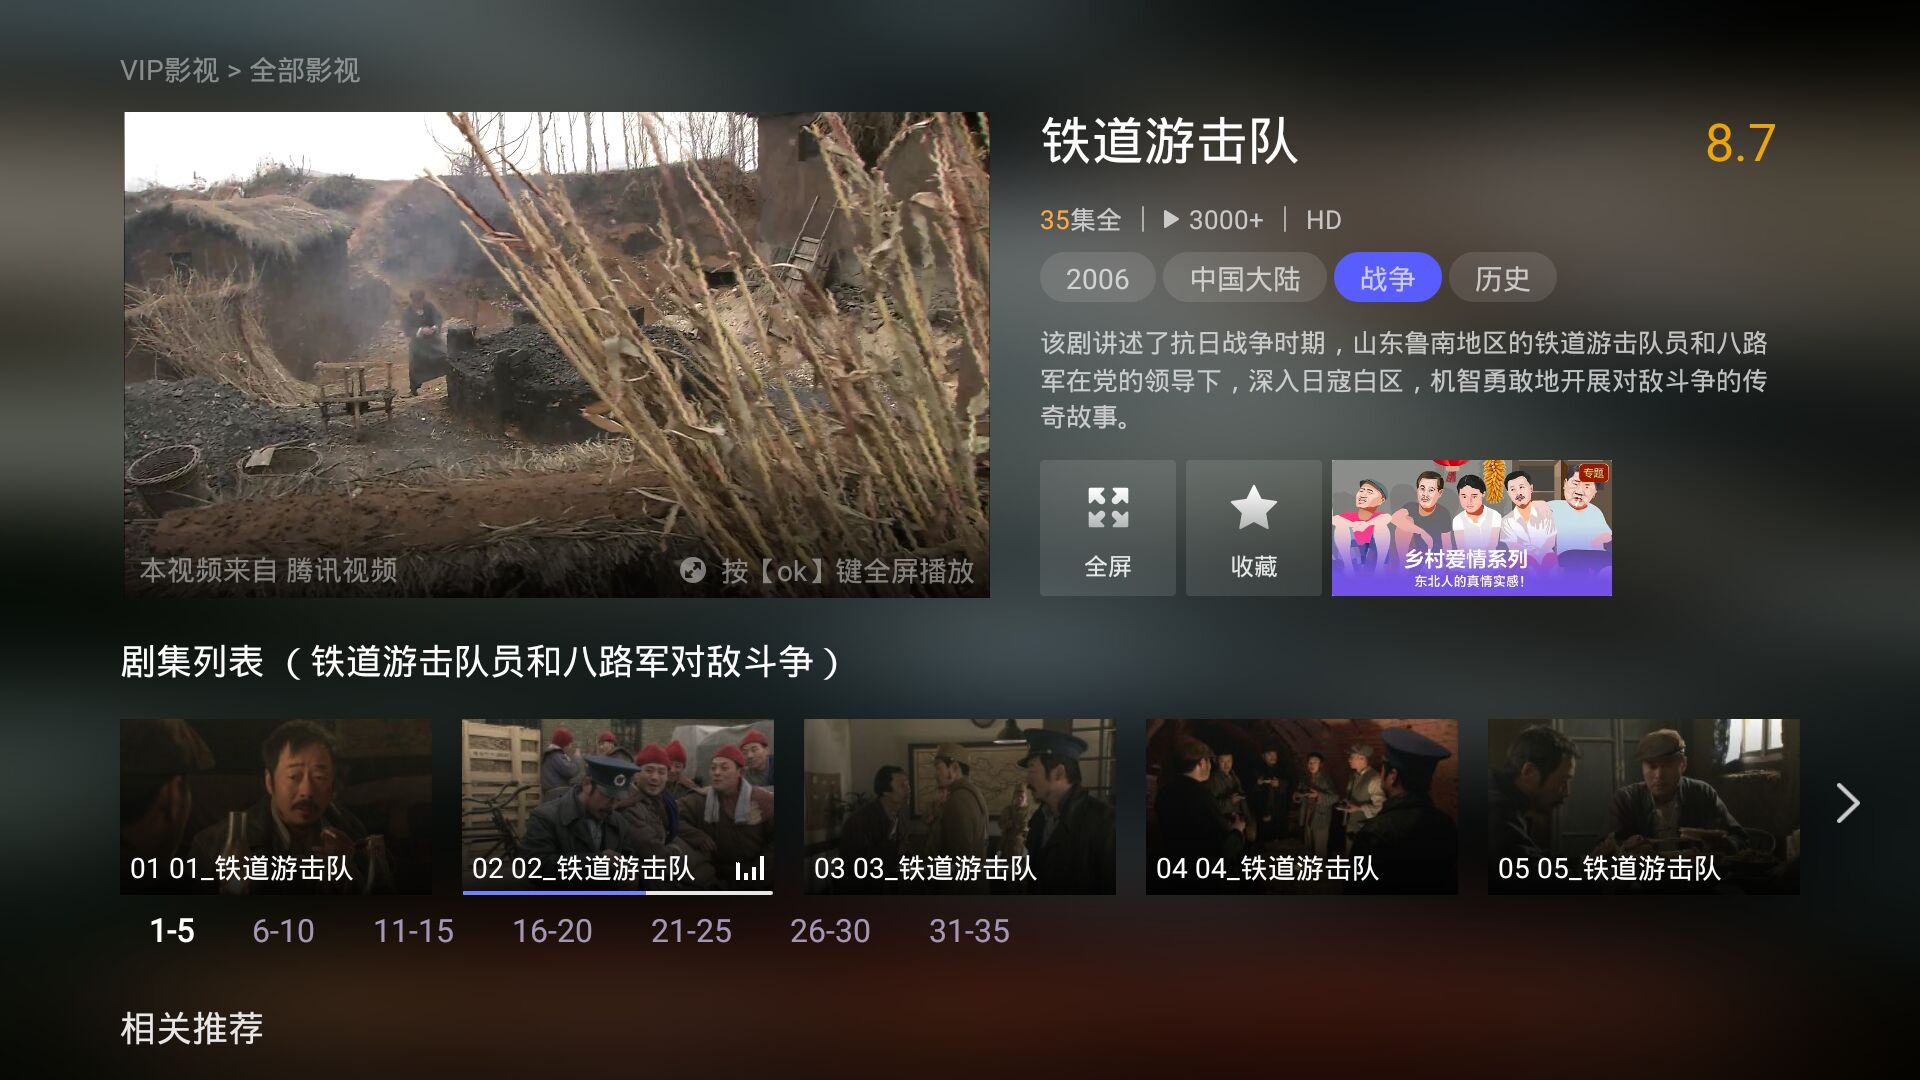 VIP影视 > 全部影视
铁道游击队
8.7
35集全 | 3000+ | HD
2006 中国大陆 战争 历史
该剧讲述了抗日战争时期，山东鲁南地区的铁道游击队员和八路
军在党的领导下，深入日寇白区，机智勇敢地开展对敌斗争的传
奇故事。
本视频来自 腾讯视频
按【ok】键全屏播放
全屏
收藏
专题
乡村爱情系列
东北人的真情实感！
剧集列表 （铁道游击队员和八路军对敌斗争）
01 01_铁道游击队
02 02_铁道游击队
03 03_铁道游击队
04 04_铁道游击队
05 05_铁道游击队
1-5 6-10 11-15 16-20 21-25 26-30 31-35
相关推荐